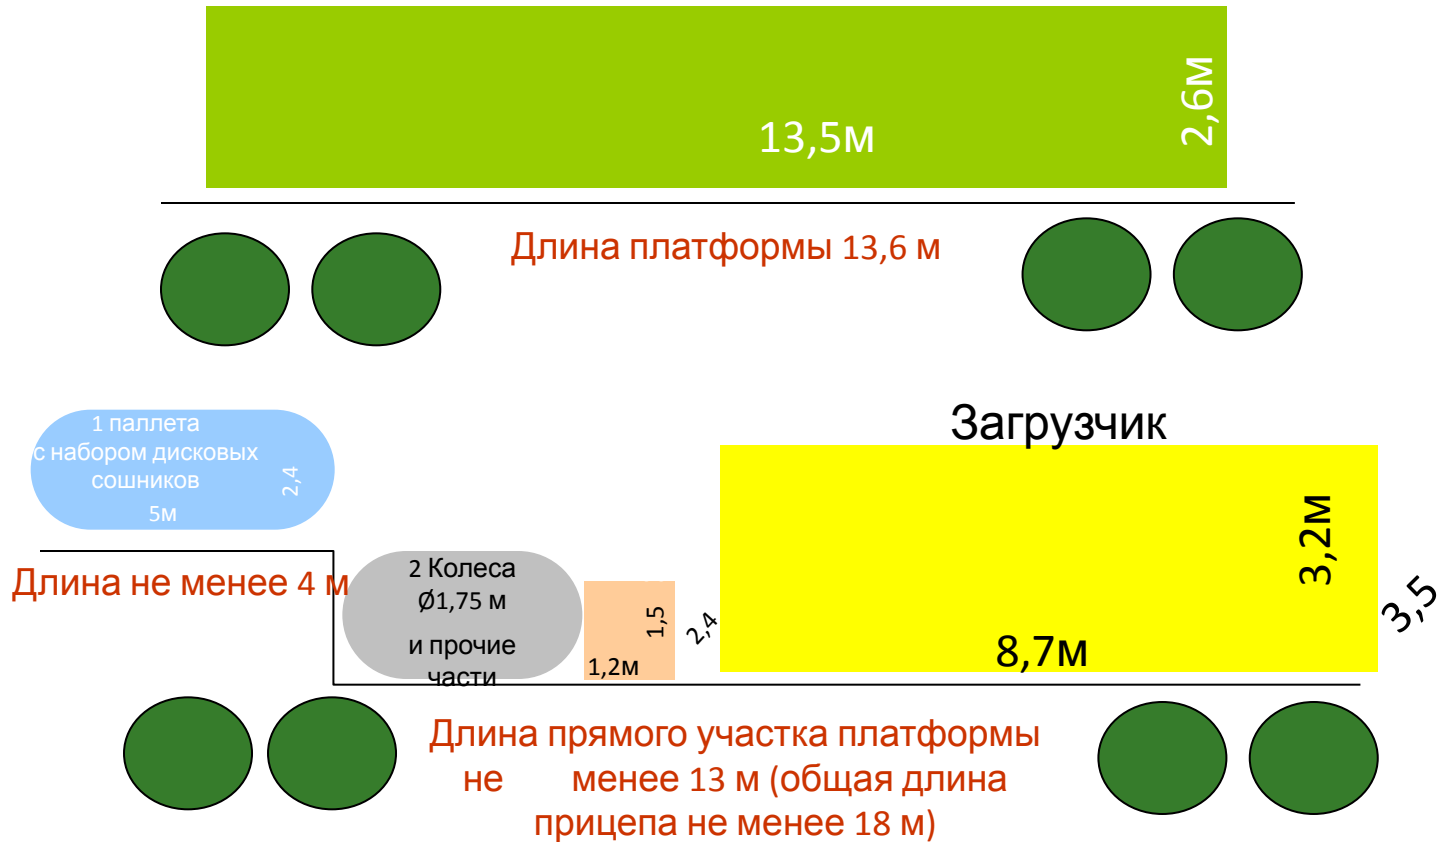 2,6м
13,5м
Длина платформы 13,6 м
1 паллета
с набором дисковых
сошников
2,4
5м
Длина не менее 4 м
2 Колеса
Ø1,75 м
и прочие
части
1,5
1,2м
2,4
Загрузчик
3,2м
3,5
8,7м
Длина прямого участка платформы
не менее 13 м (общая длина
прицепа не менее 18 м)